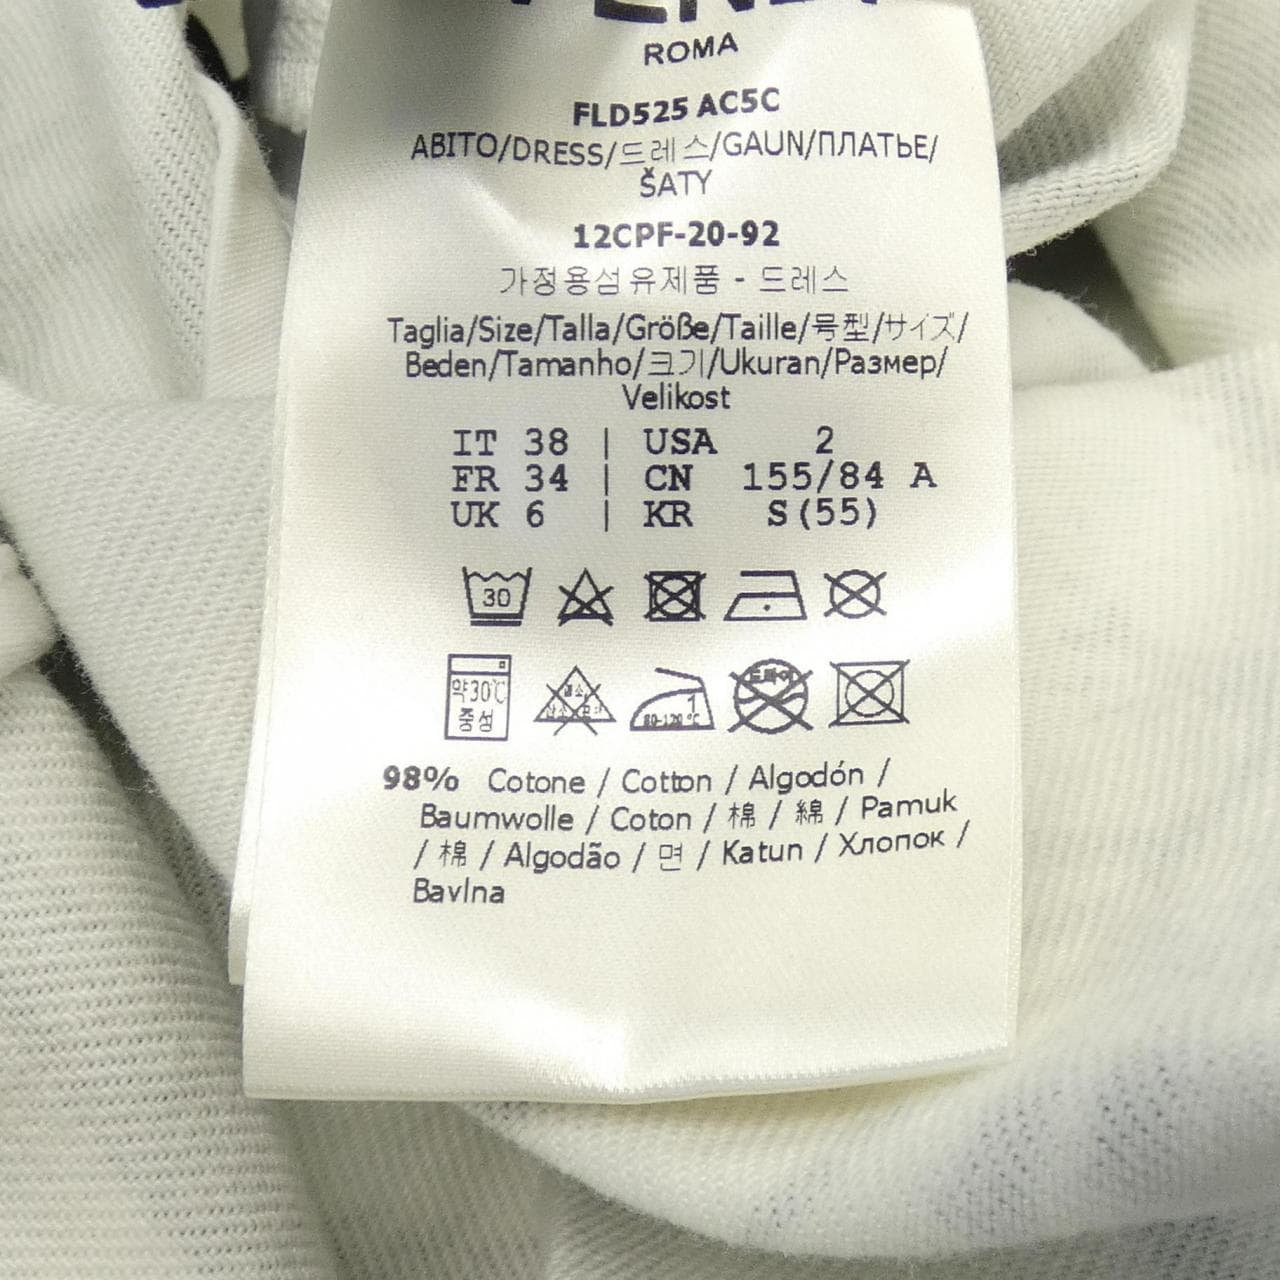 ROMA
FLD525 AC5C
ABITO/DRESS/드레스/GAUN/ПЛАТЬЕ/
ŠATY
12CPF-20-92
가정용섬유제품 - 드레스
Taglia/Size/Talla/Größe/Taille/号型/サイズ/
Beden/Tamanho/크기/Ukuran/Размер/
Velikost
IT 38 | USA 2
FR 34 | CN 155/84 A
UK 6 | KR S(55)
30
약30℃
중성
1
80-120℃
98% Cotone / Cotton / Algodón /
Baumwolle / Coton / 棉 / 綿 / Pamuk
/ 棉 / Algodão / 면 / Katun / Хлопок /
Bavlna